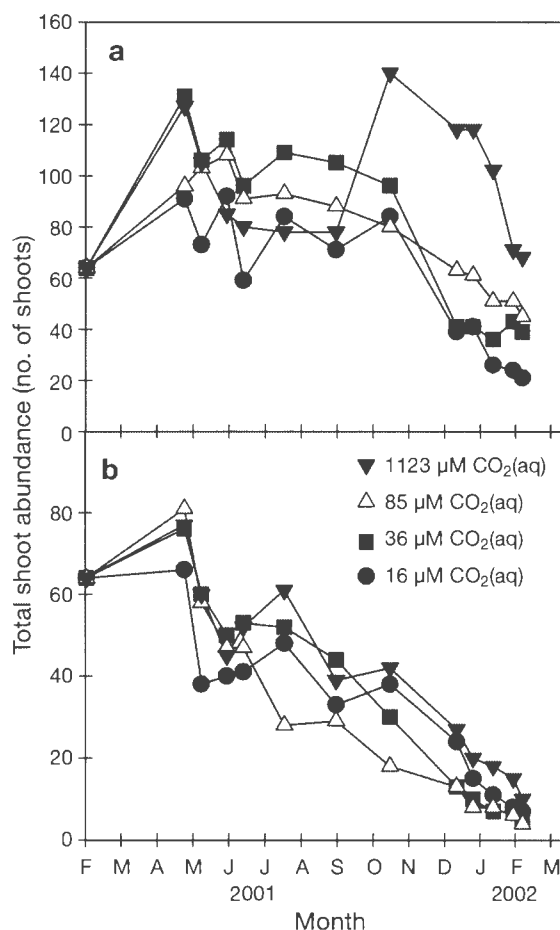 160
a
140
120
100
80
60
40
20
0
Total shoot abundance (no. of shoots)
b
1123 µM CO₂(aq)
85 µM CO₂(aq)
36 µM CO₂(aq)
16 µM CO₂(aq)
80
60
40
20
0
F M A M J J A S O N D J F M
2001 2002
Month